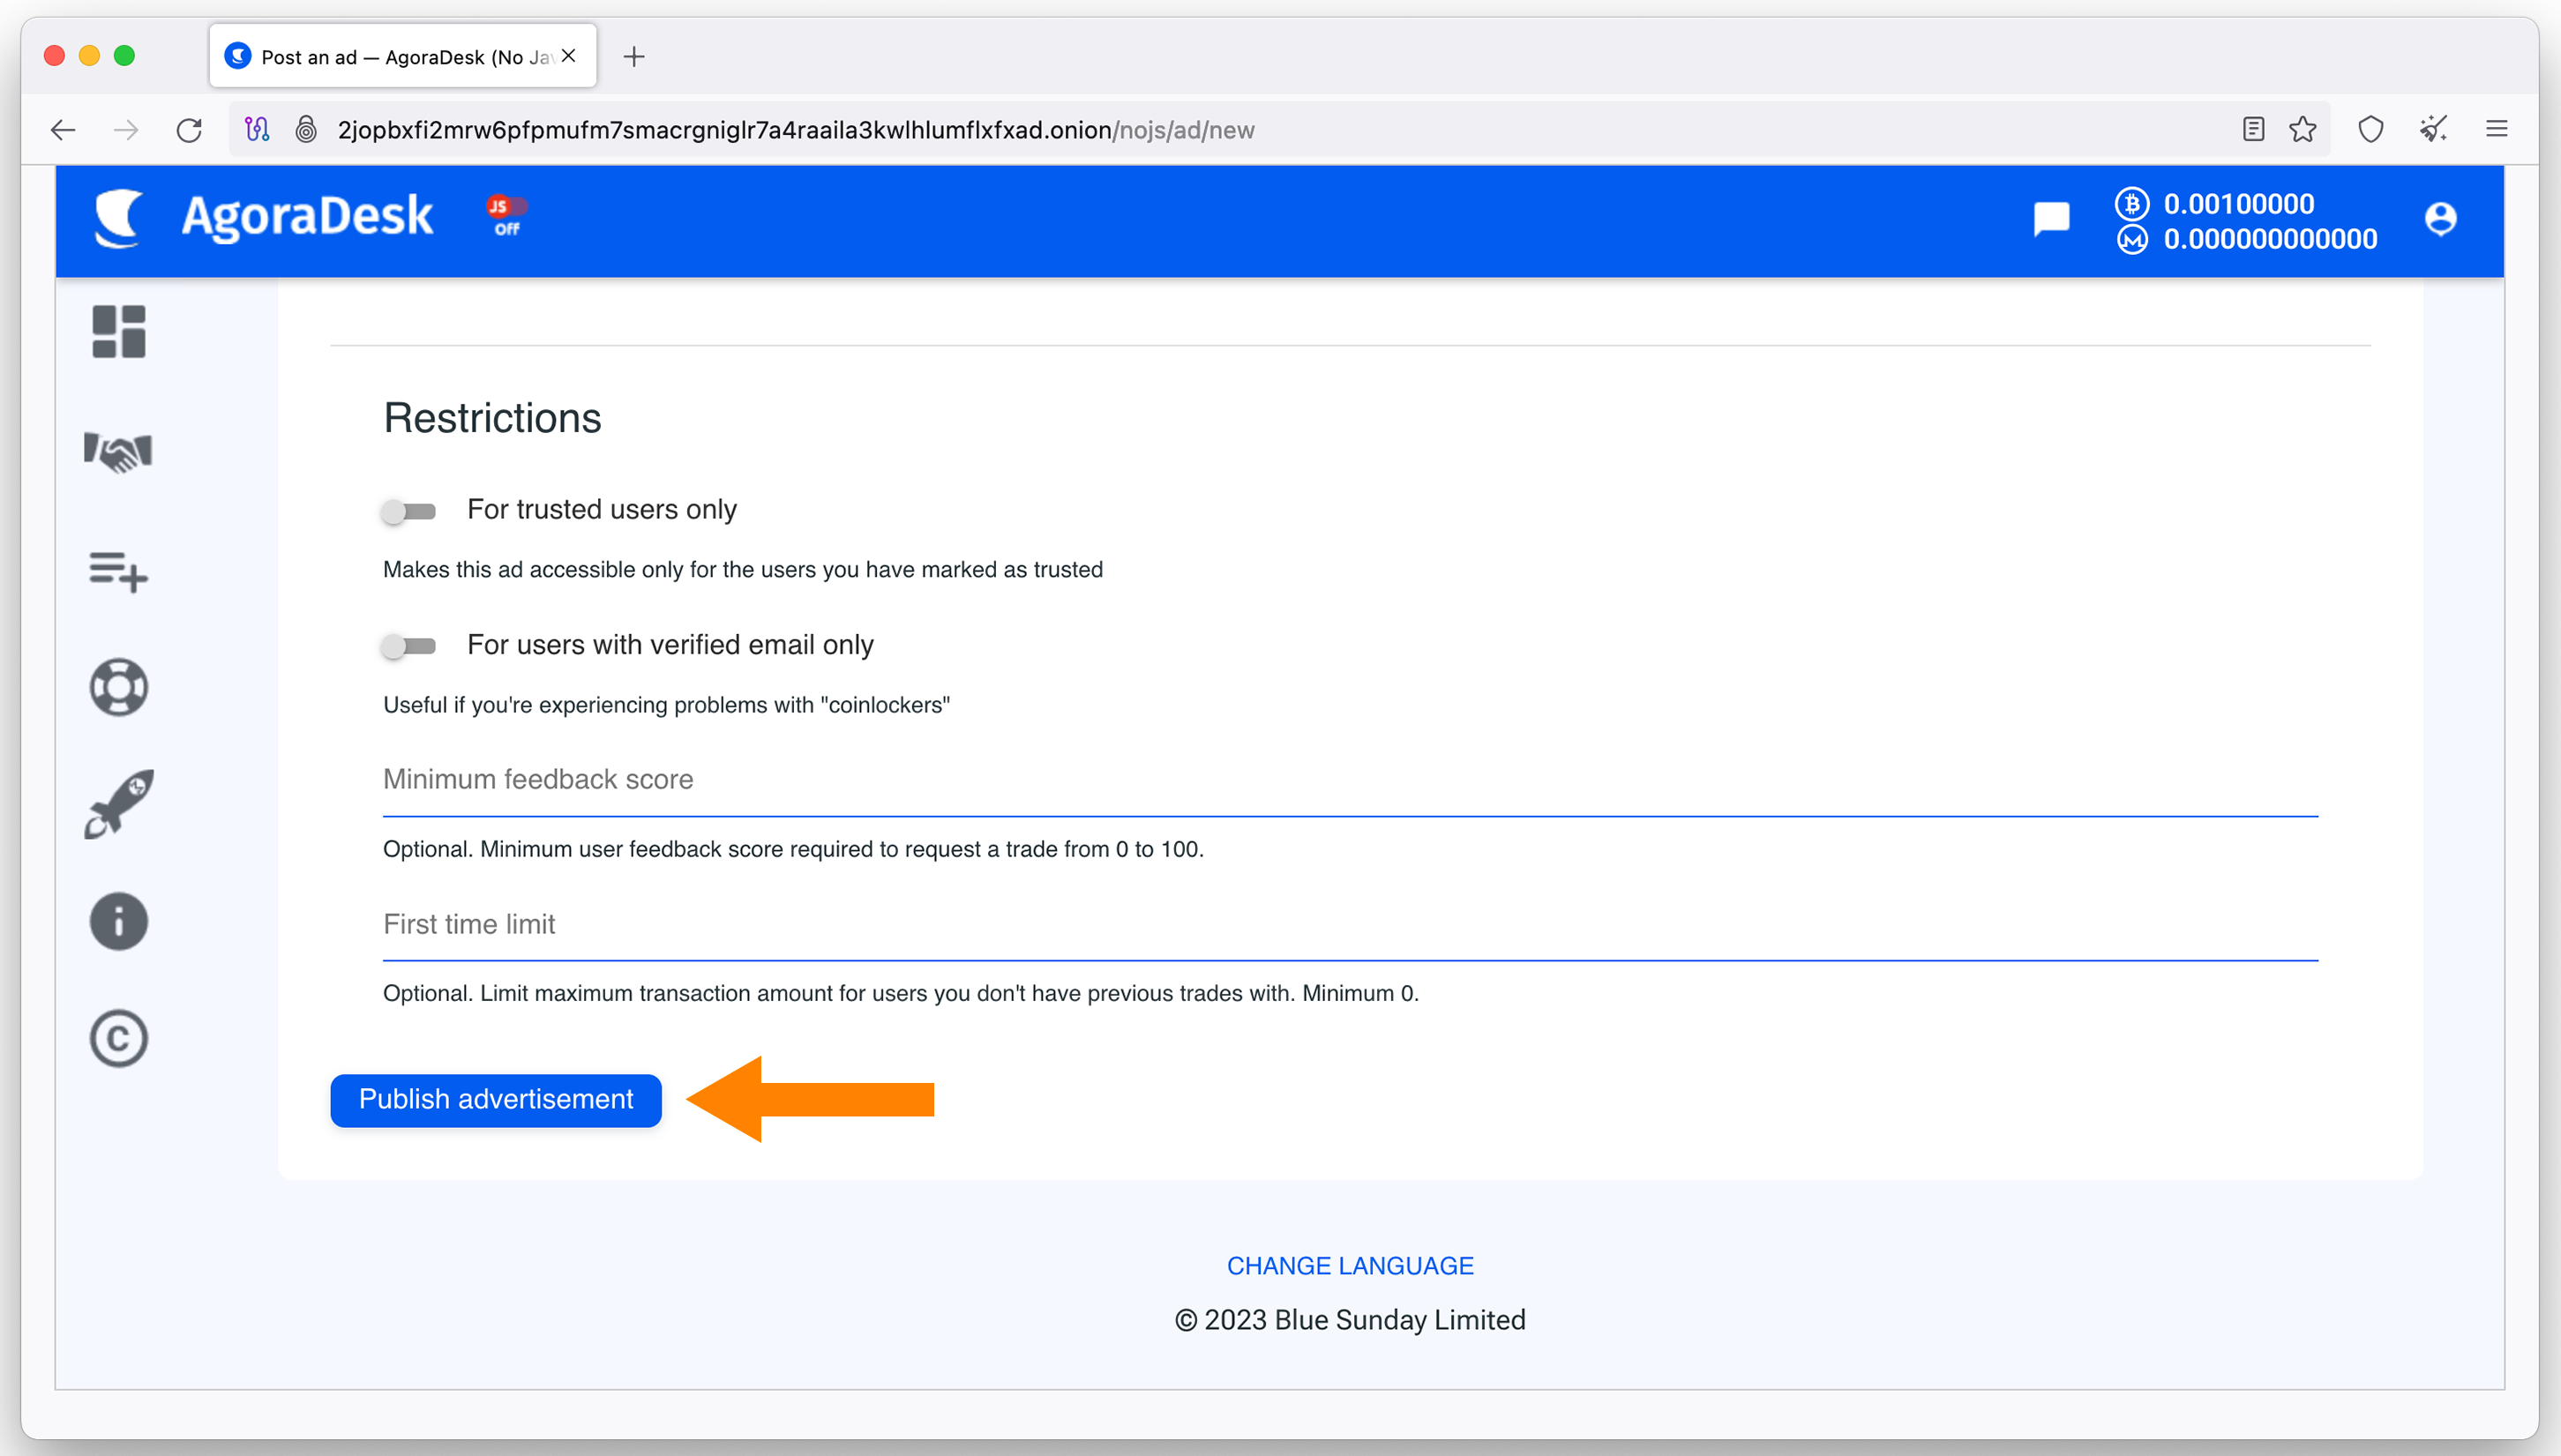 Post an ad — AgoraDesk (No Jav
2jopbxfi2mrw6pfpmufm7smacrgniglr7a4raaila3kwlhlumflxfxad.onion/nojs/ad/new
AgoraDesk
JS
OFF
0.00100000
0.000000000000
Restrictions
For trusted users only
Makes this ad accessible only for the users you have marked as trusted
For users with verified email only
Useful if you're experiencing problems with "coinlockers"
Minimum feedback score
Optional. Minimum user feedback score required to request a trade from 0 to 100.
First time limit
Optional. Limit maximum transaction amount for users you don't have previous trades with. Minimum 0.
Publish advertisement
CHANGE LANGUAGE
© 2023 Blue Sunday Limited